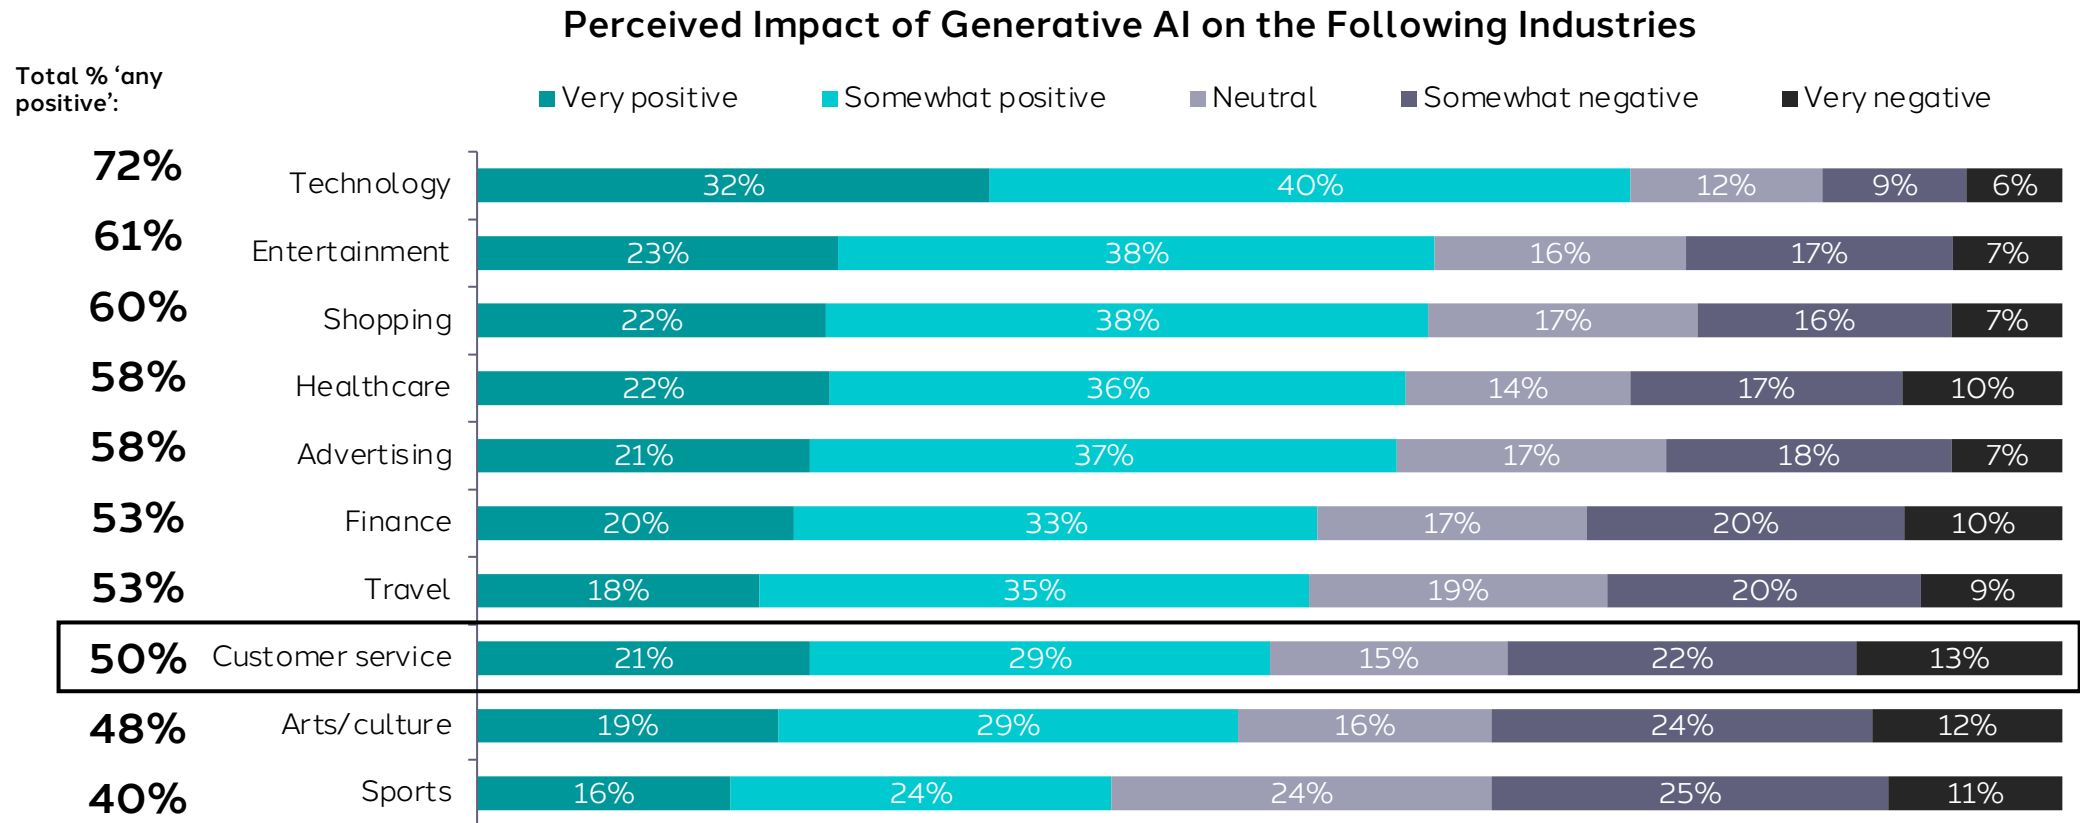 Perceived Impact of Generative AI on the Following Industries
Total % ‘any
positive’:
Very positive Somewhat positive Neutral Somewhat negative Very negative
72% Technology 32% 40% 12% 9% 6%
61% Entertainment 23% 38% 16% 17% 7%
60% Shopping 22% 38% 17% 16% 7%
58% Healthcare 22% 36% 14% 17% 10%
58% Advertising 21% 37% 17% 18% 7%
53% Finance 20% 33% 17% 20% 10%
53% Travel 18% 35% 19% 20% 9%
50% Customer service 21% 29% 15% 22% 13%
48% Arts/culture 19% 29% 16% 24% 12%
40% Sports 16% 24% 24% 25% 11%